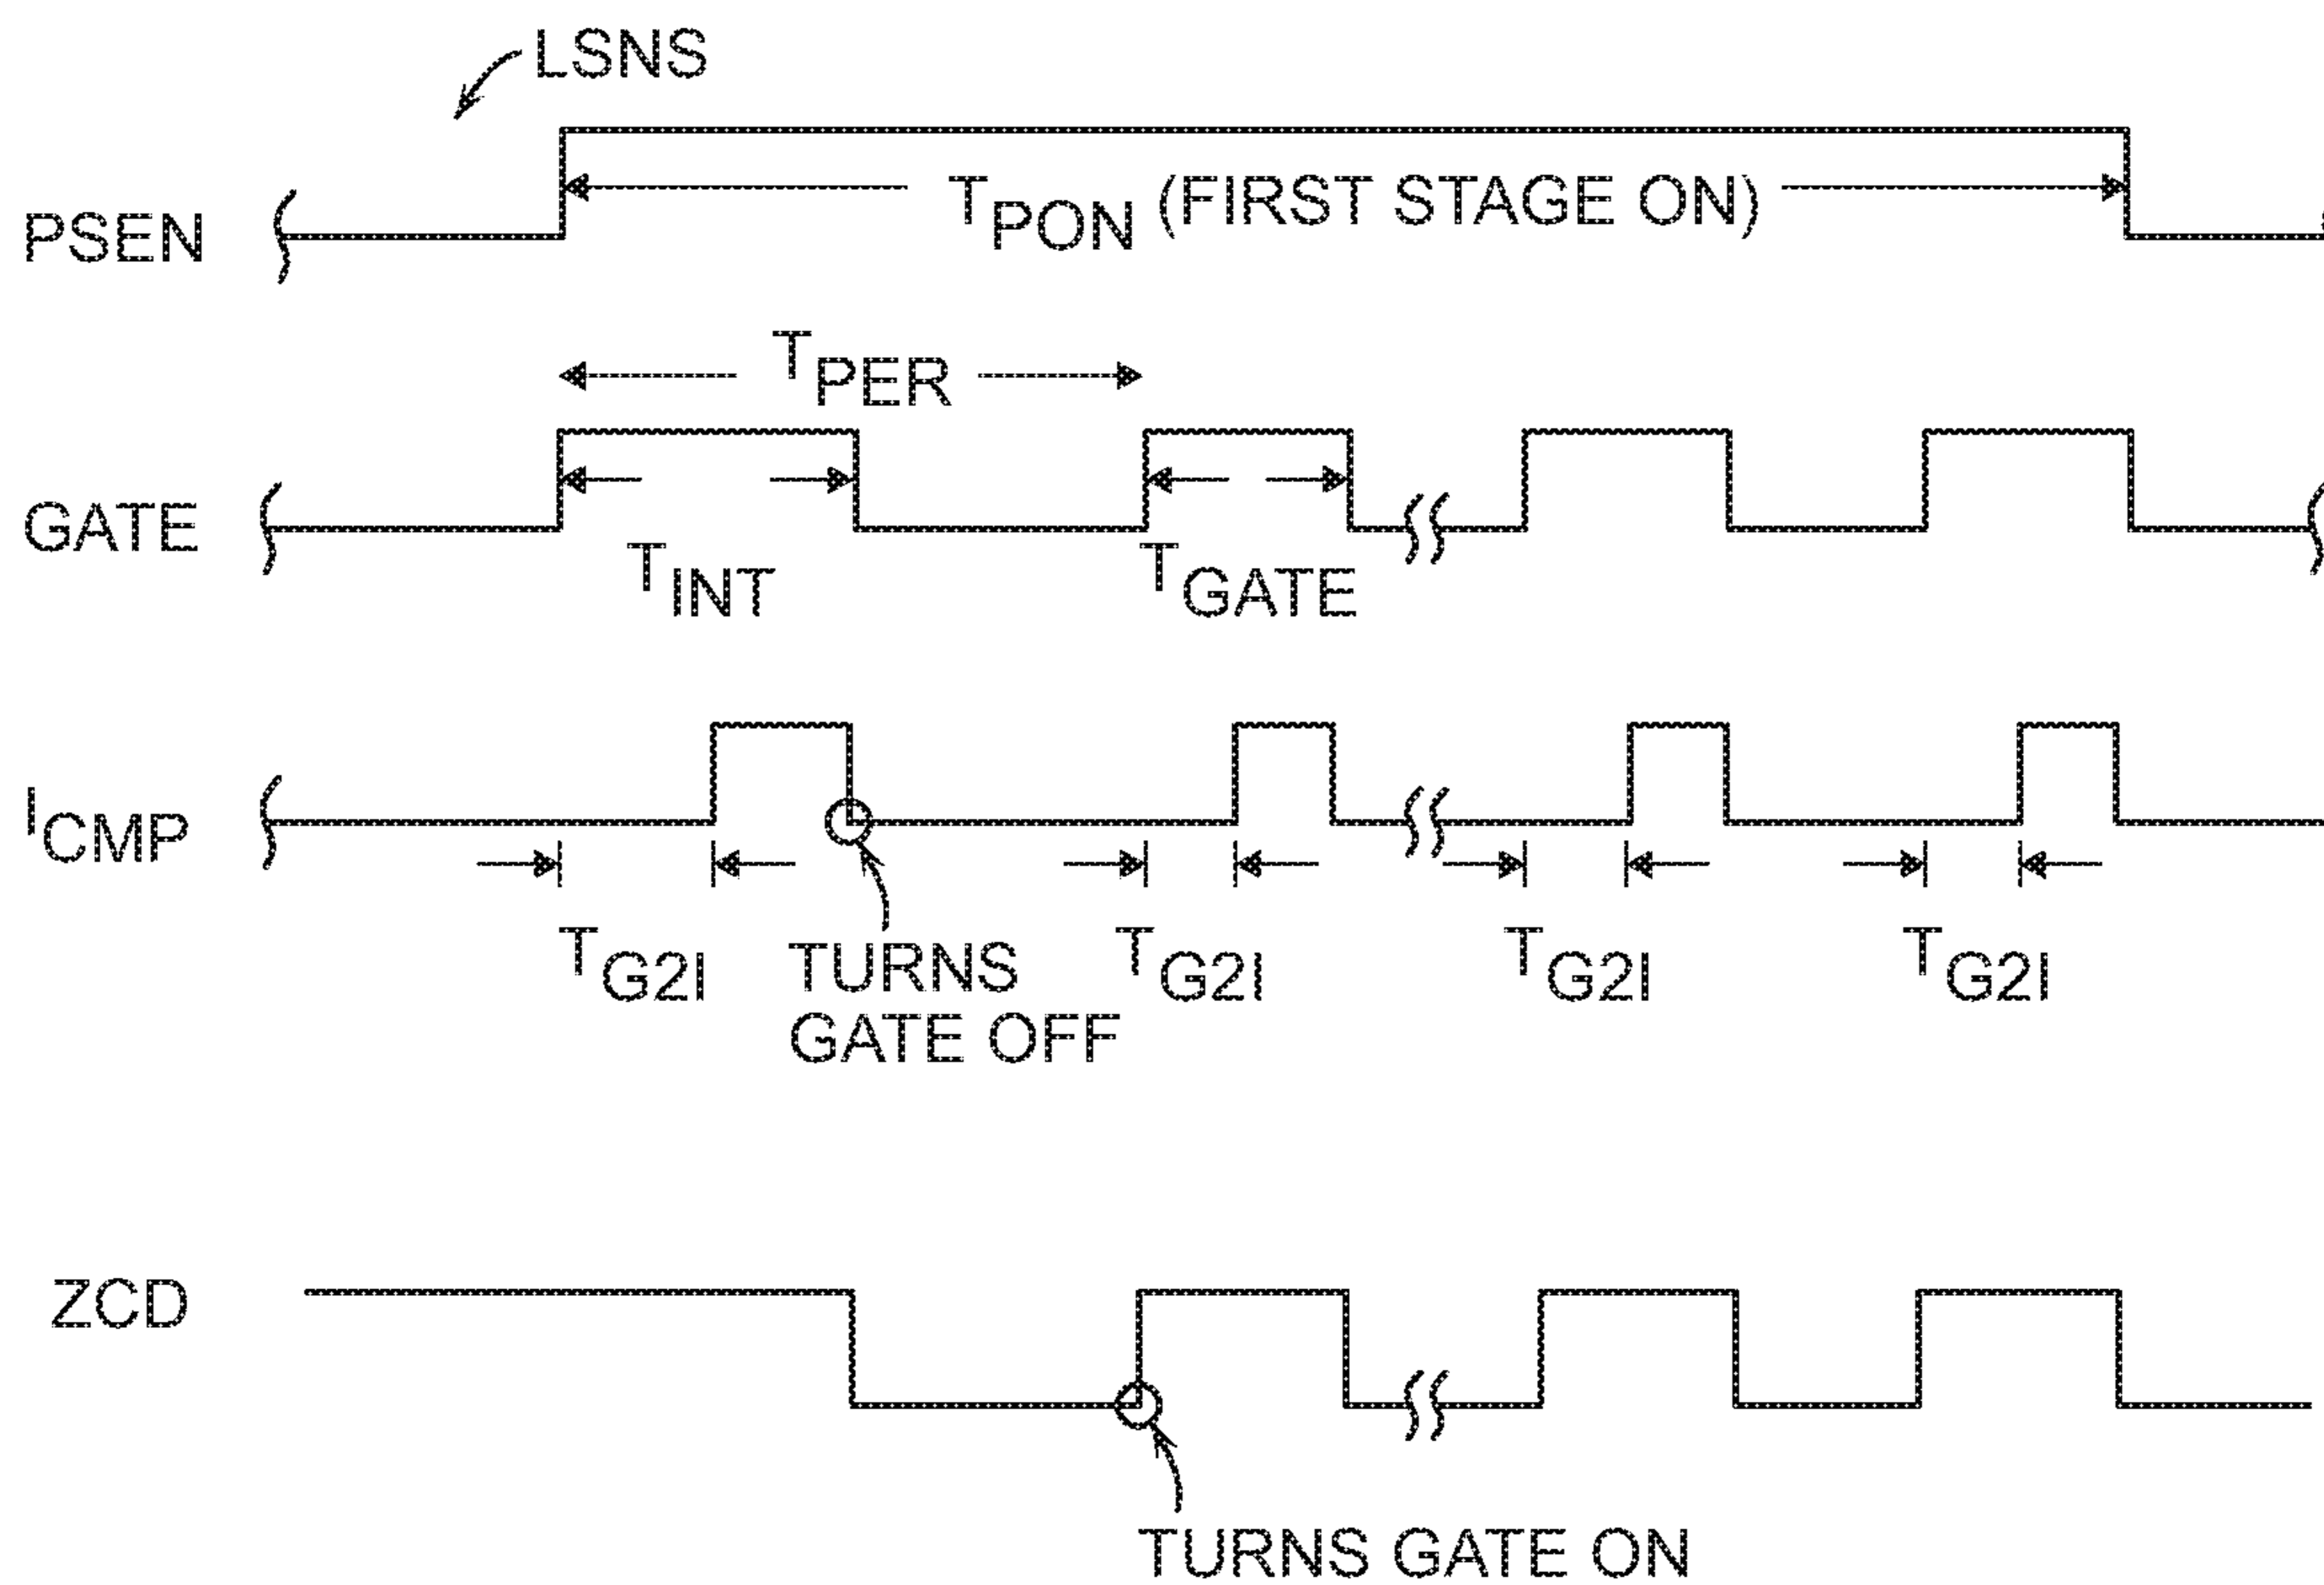 LSNS
PSEN
TPON (FIRST STAGE ON)
TPER
GATE
TINT
TGATE
ICMP
TG2I
TURNS
GATE OFF
TG2I
TG2I
TG2I
ZCD
TURNS GATE ON